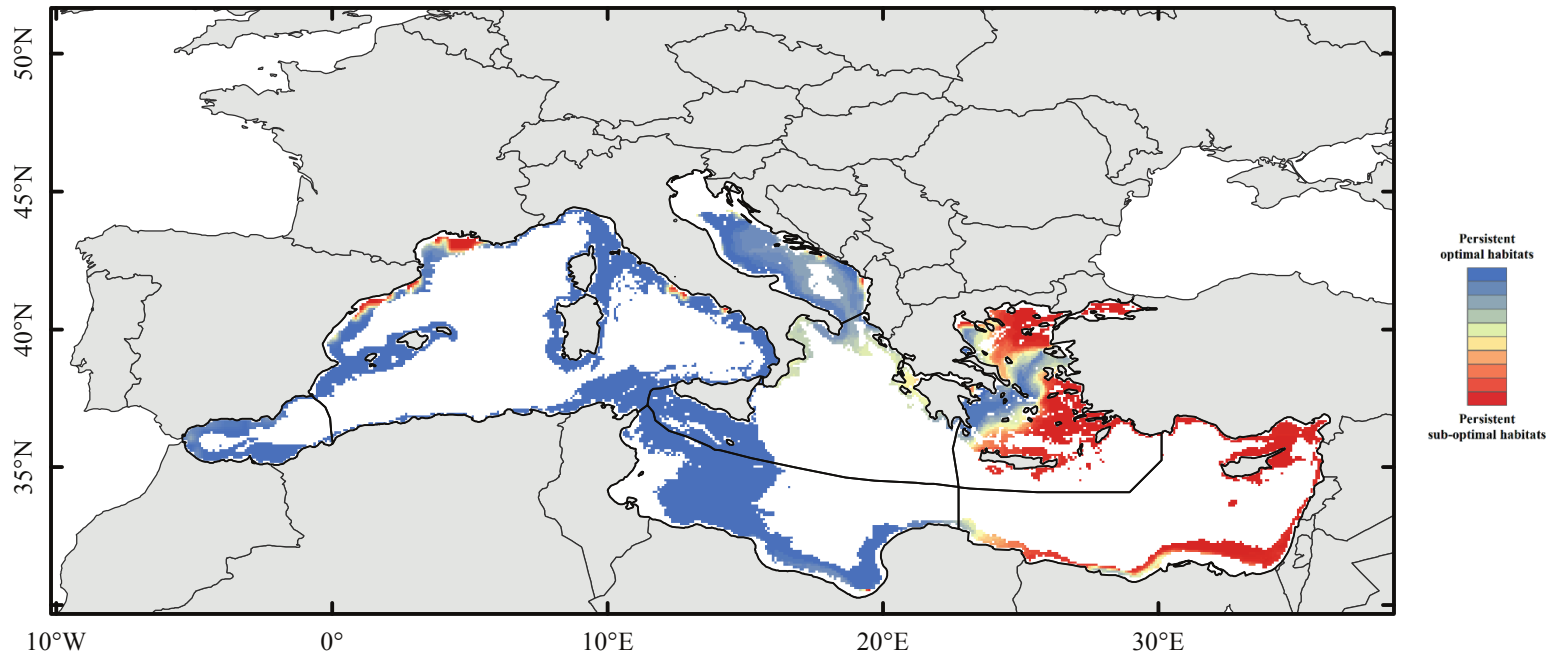 50°N
45°N
40°N
35°N
10°W
0°
10°E
20°E
30°E
Persistent
optimal habitats
Persistent
sub-optimal habitats